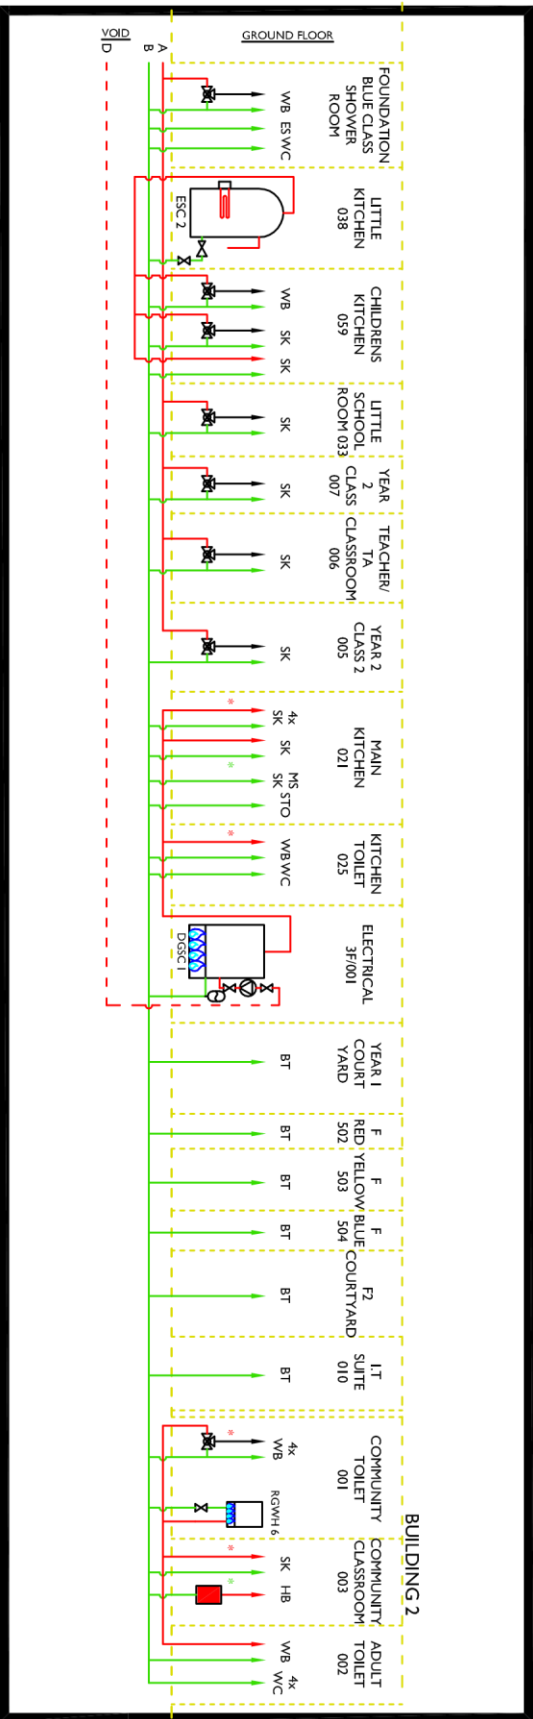 VOID
D
B
A
GROUND FLOOR
FOUNDATION
BLUE CLASS
SHOWER
ROOM
WB
ES WC
LITTLE
KITCHEN
038
ESC 2
CHILDRENS
KITCHEN
059
WB
SK
SK
LITTLE
SCHOOL
ROOM 033
SK
YEAR
2
CLASS
007
SK
TEACHER/
TA
CLASSROOM
006
SK
YEAR 2
CLASS 2
005
SK
MAIN
KITCHEN
021
*
4x
SK
SK
*
MS
SK STO
KITCHEN
TOILET
025
*
WB WC
ELECTRICAL
3F/001
DGSC 1
YEAR 1
COURT
YARD
BT
F
RED
502
BT
F
YELLOW
503
BT
F
BLUE
504
BT
F2
COURTYARD
BT
I.T
SUITE
010
BT
BUILDING 2
COMMUNITY
TOILET
001
*
4x
WB
RGWH 6
COMMUNITY
CLASSROOM
003
*
SK
*
HB
ADULT
TOILET
002
WB
4x
WC